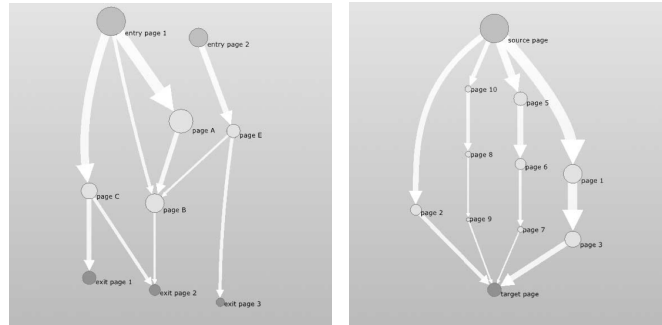 entry page 1
entry page 2
page A
page E
page C
page B
exit page 1
exit page 2
exit page 3
source page
page 10
page 5
page 8
page 6
page 1
page 2
page 9
page 7
page 3
target page